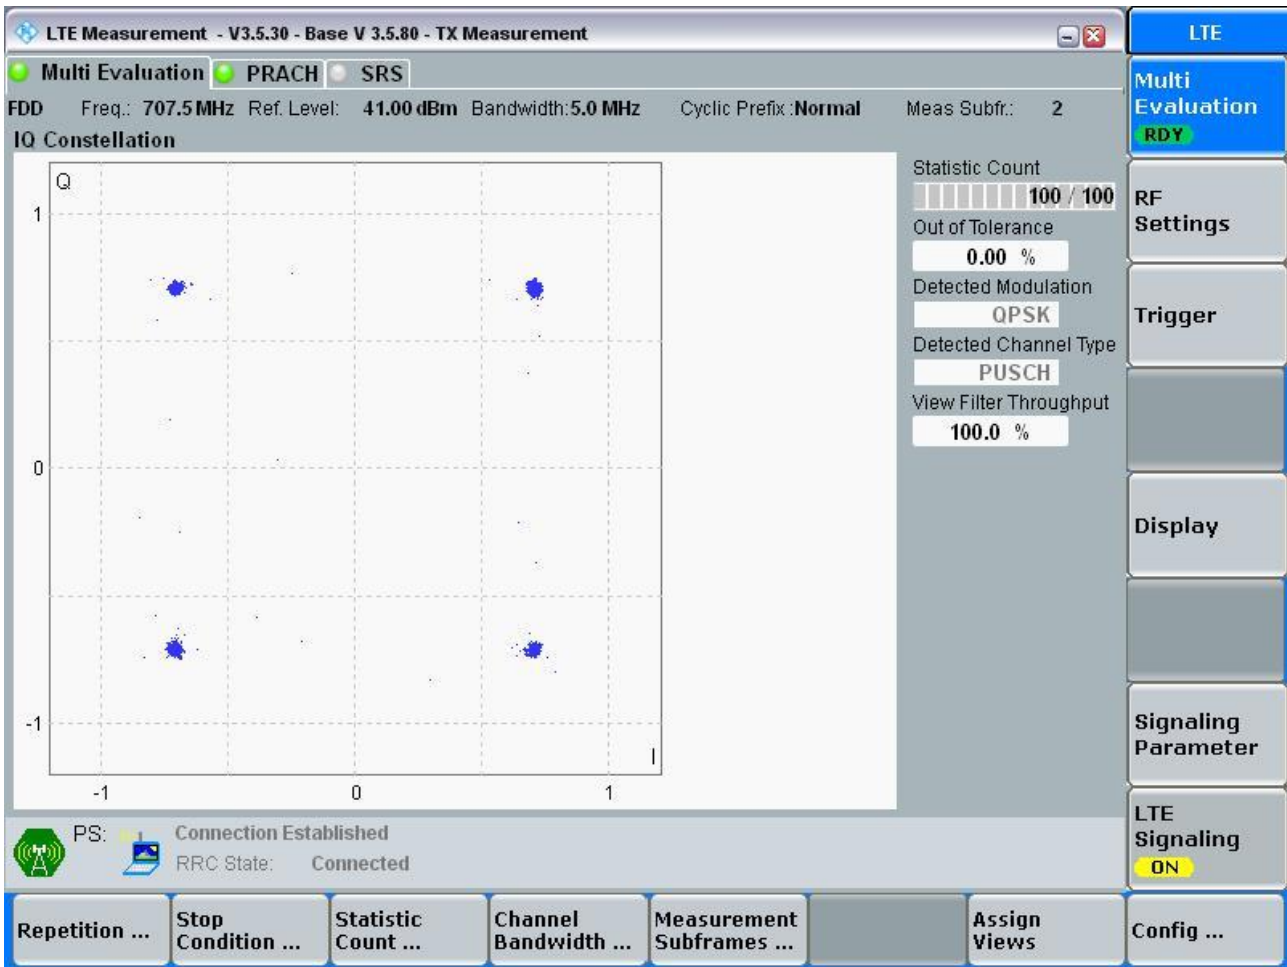 LTE Measurement - V3.5.30 - Base V 3.5.80 - TX Measurement
LTE
Multi Evaluation PRACH SRS
FDD Freq.: 707.5 MHz Ref. Level: 41.00 dBm Bandwidth: 5.0 MHz Cyclic Prefix : Normal Meas Subfr.: 2
IQ Constellation
Q
1
0
-1
I
-1 0 1
Statistic Count
100 / 100
Out of Tolerance
0.00 %
Detected Modulation
QPSK
Detected Channel Type
PUSCH
View Filter Throughput
100.0 %
Multi
Evaluation
RDY
RF
Settings
Trigger
Display
Signaling
Parameter
LTE
Signaling
ON
PS: Connection Established
RRC State: Connected
Repetition ...
Stop
Condition ...
Statistic
Count ...
Channel
Bandwidth ...
Measurement
Subframes ...
Assign
Views
Config ...